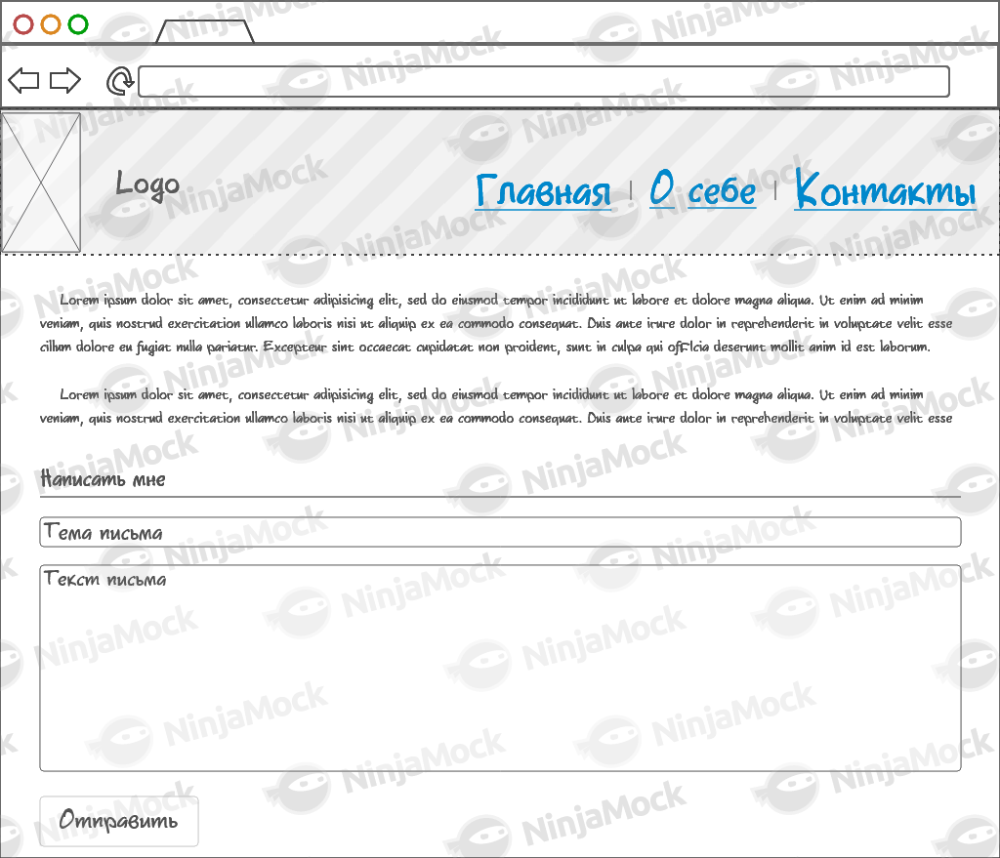 Logo
Главная | О себе | Контакты
Lorem ipsum dolor sit amet, consectetur adipisicing elit, sed do eiusmod tempor incididunt ut labore et dolore magna aliqua. Ut enim ad minim
veniam, quis nostrud exercitation ullamco laboris nisi ut aliquip ex ea commodo consequat. Duis aute irure dolor in reprehenderit in voluptate velit esse
cillum dolore eu fugiat nulla pariatur. Excepteur sint occaecat cupidatat non proident, sunt in culpa qui officia deserunt mollit anim id est laborum.
Lorem ipsum dolor sit amet, consectetur adipisicing elit, sed do eiusmod tempor incididunt ut labore et dolore magna aliqua. Ut enim ad minim
veniam, quis nostrud exercitation ullamco laboris nisi ut aliquip ex ea commodo consequat. Duis aute irure dolor in reprehenderit in voluptate velit esse
Написать мне
Тема письма
Текст письма
Отправить
NinjaMock